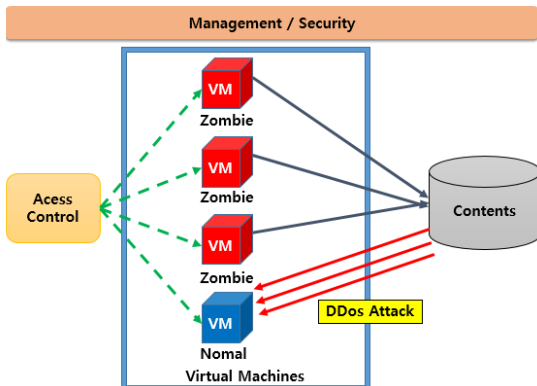 Management / Security
VM
Zombie
VM
Zombie
Acess
Control
Contents
VM
Zombie
DDos Attack
VM
Nomal
Virtual Machines